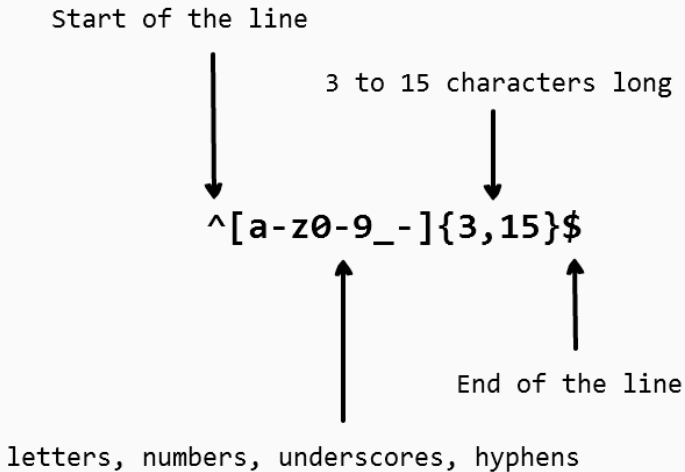 Start of the line
3 to 15 characters long
^[a-z0-9_-]{3,15}$
End of the line
letters, numbers, underscores, hyphens